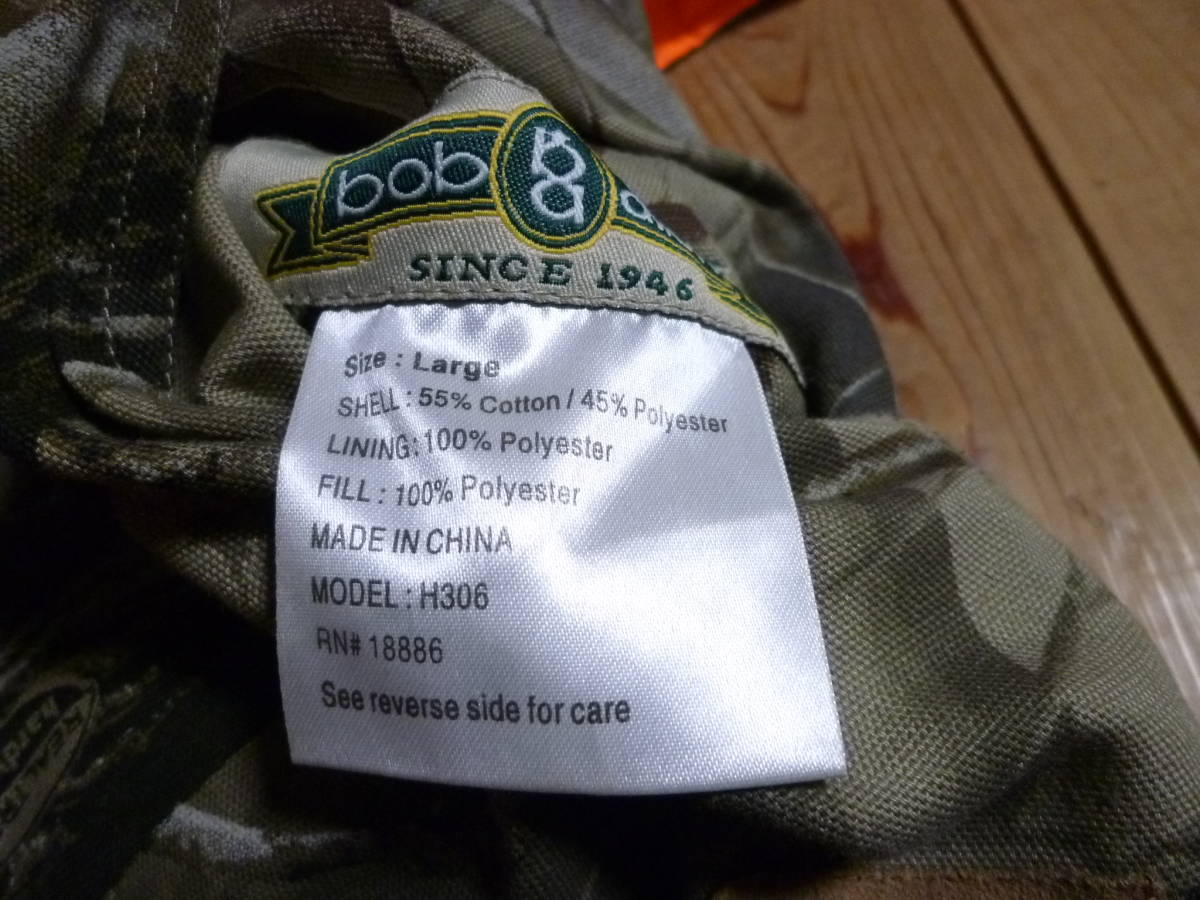 bob
ba
SINCE 1946
Size : Large
SHELL : 55% Cotton / 45% Polyester
LINING: 100% Polyester
FILL : 100% Polyester
MADE IN CHINA
MODEL : H306
RN# 18886
See reverse side for care